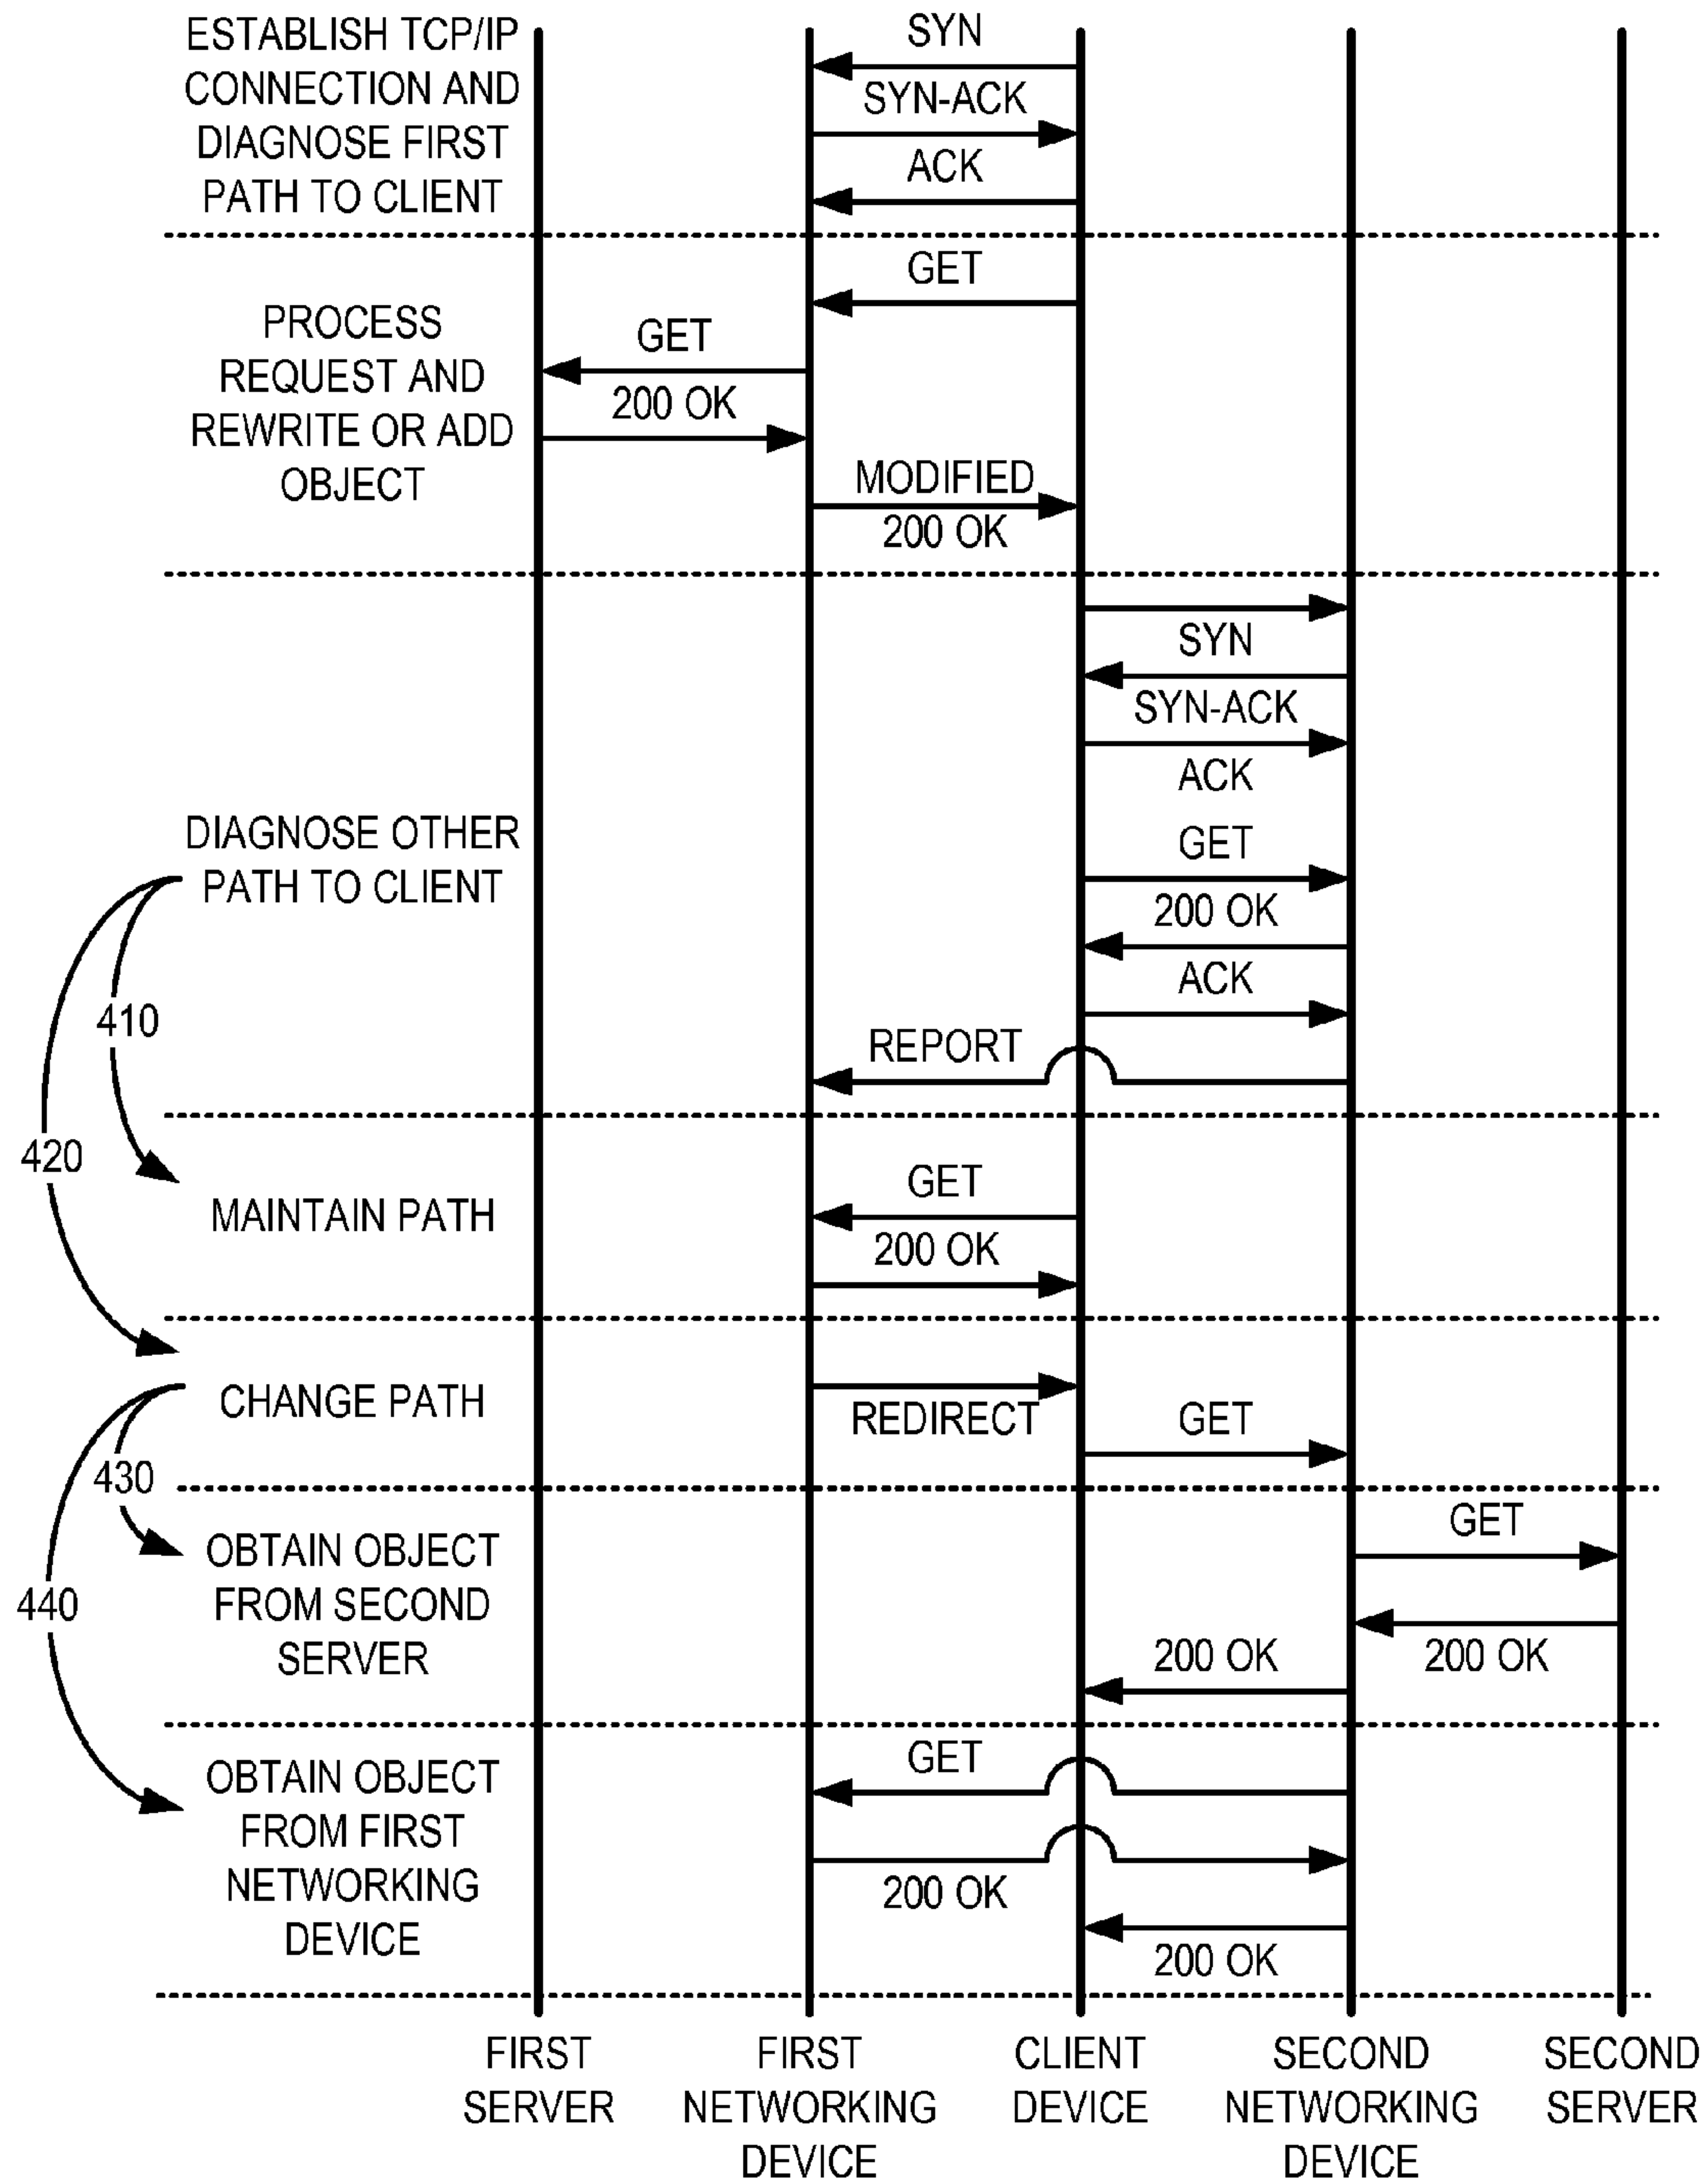 ESTABLISH TCP/IP
CONNECTION AND
DIAGNOSE FIRST
PATH TO CLIENT
SYN
SYN-ACK
ACK
PROCESS
REQUEST AND
REWRITE OR ADD
OBJECT
GET
GET
200 OK
MODIFIED
200 OK
SYN
SYN-ACK
ACK
DIAGNOSE OTHER
PATH TO CLIENT
GET
200 OK
ACK
REPORT
410
420
MAINTAIN PATH
GET
200 OK
CHANGE PATH
REDIRECT
GET
430
440
OBTAIN OBJECT
FROM SECOND
SERVER
GET
200 OK
200 OK
OBTAIN OBJECT
FROM FIRST
NETWORKING
DEVICE
GET
200 OK
200 OK
FIRST
SERVER
FIRST
NETWORKING
DEVICE
CLIENT
DEVICE
SECOND
NETWORKING
DEVICE
SECOND
SERVER